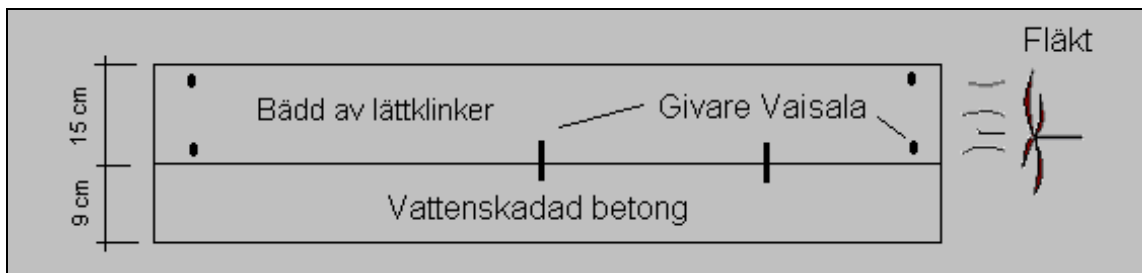 Fläkt
15 cm
Bädd av lättklinker
Givare Vaisala
9 cm
Vattenskadad betong